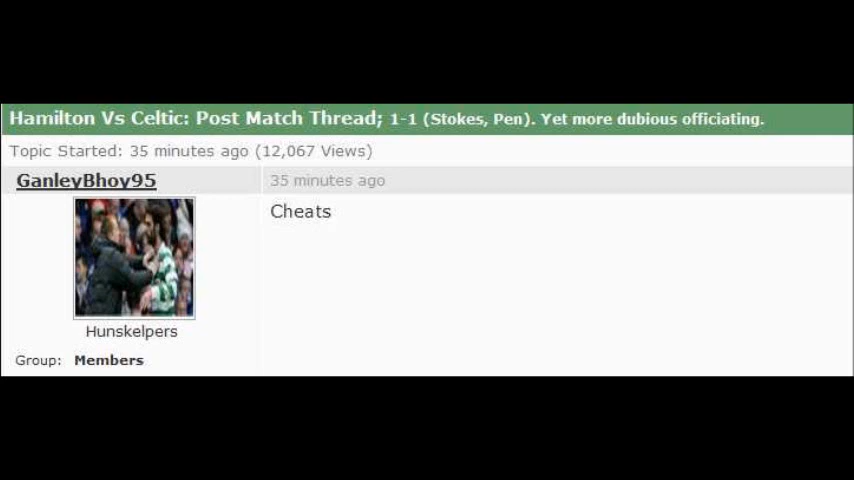 Hamilton Vs Celtic: Post Match Thread; 1-1 (Stokes, Pen). Yet more dubious officiating.
Topic Started: 35 minutes ago (12,067 Views)
GanleyBhoy95 35 minutes ago
Cheats
Hunskelpers
Group: Members